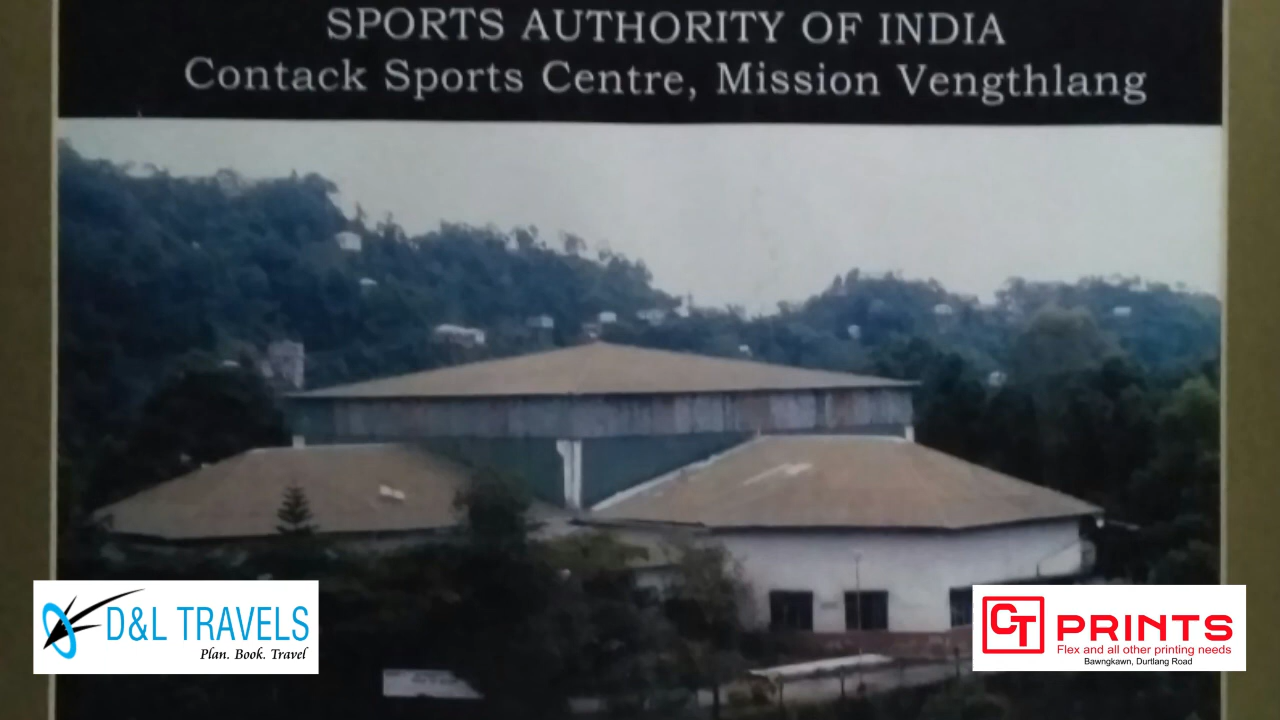 SPORTS AUTHORITY OF INDIA
Contack Sports Centre, Mission Vengthlang
D&L TRAVELS
Plan. Book. Travel
CT PRINTS
Flex and all other printing needs
Bawngkawn, Durtlang Road